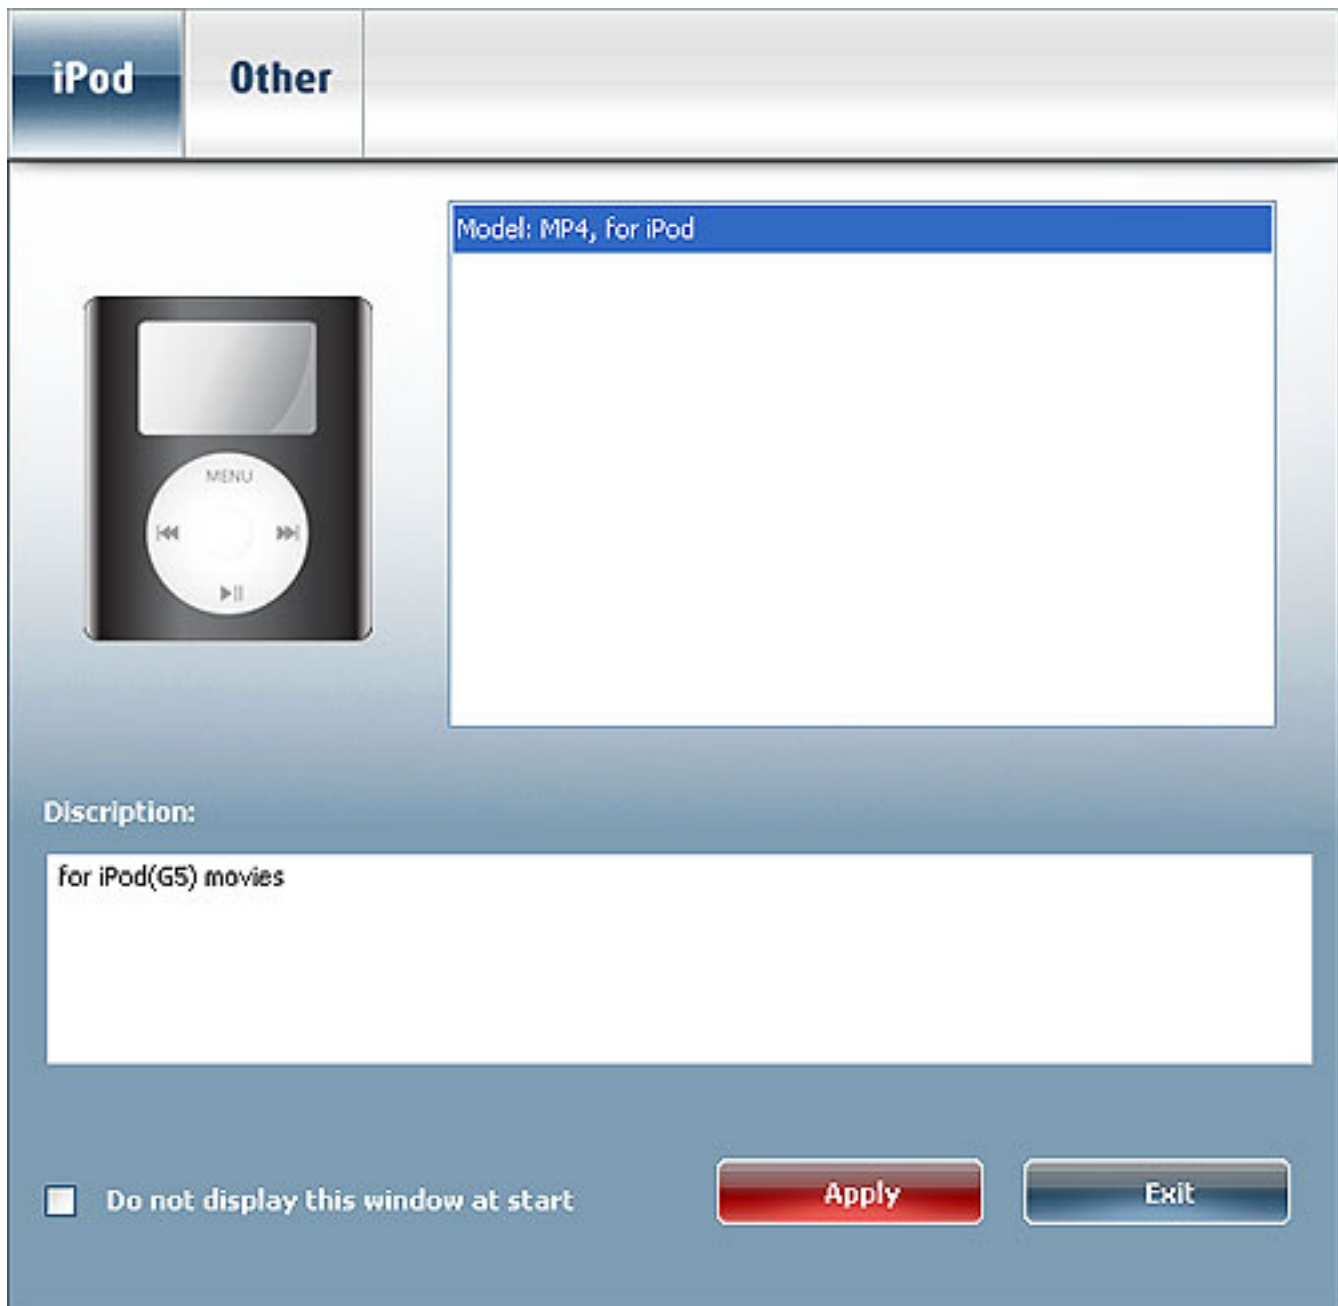 iPod
Other
Model: MP4, for iPod
MENU
Discription:
for iPod(G5) movies
Do not display this window at start
Apply
Exit